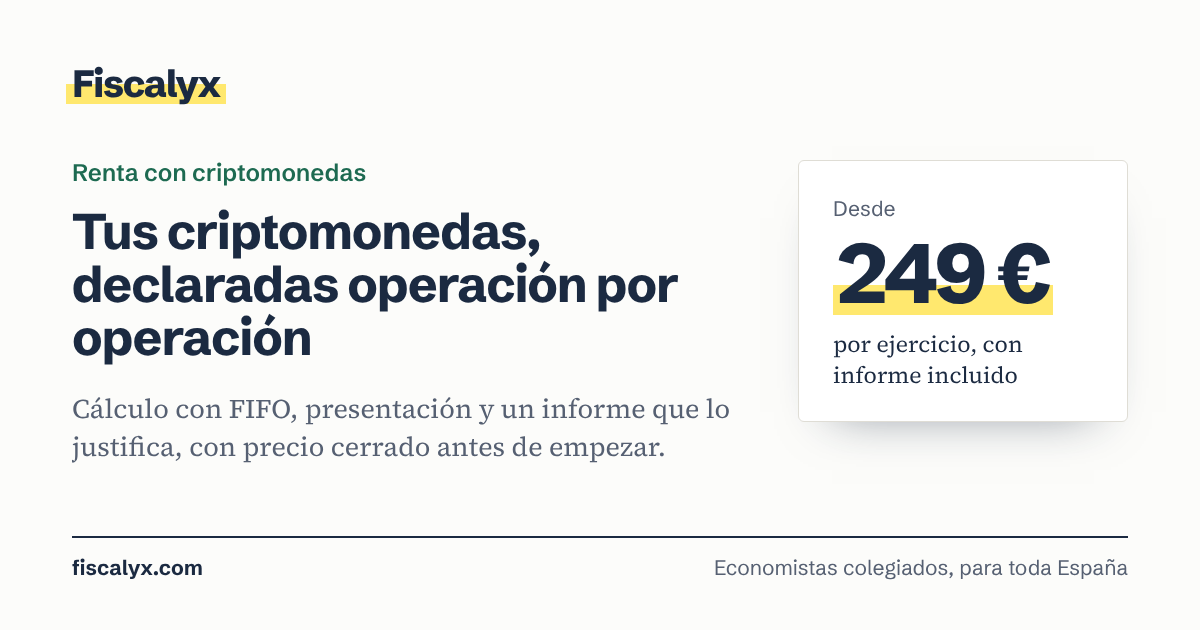 Fiscalyx
Renta con criptomonedas
Tus criptomonedas,
declaradas operación por
operación
Cálculo con FIFO, presentación y un informe que lo
justifica, con precio cerrado antes de empezar.
Desde
249 €
por ejercicio, con
informe incluido
fiscalyx.com
Economistas colegiados, para toda España